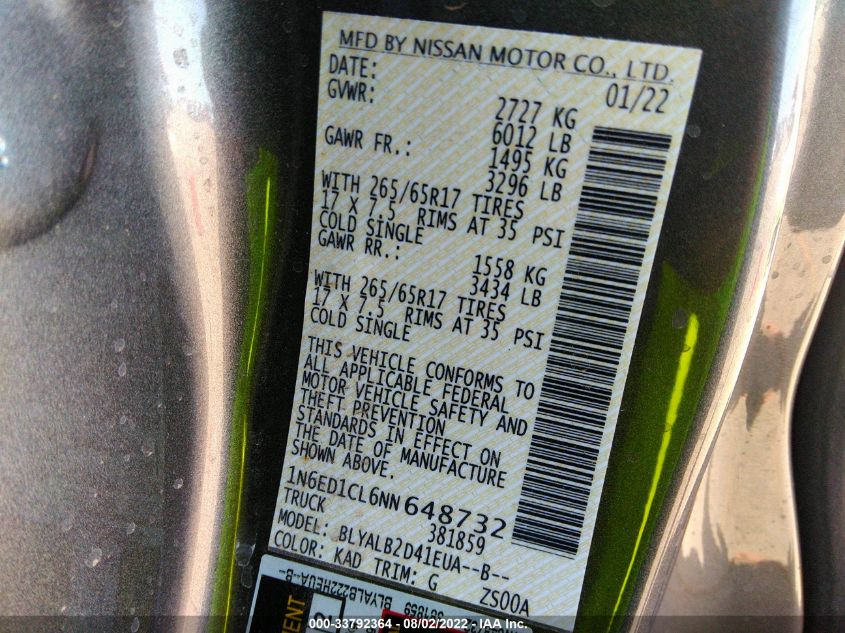 MFD BY NISSAN MOTOR CO., LTD.
DATE: 01/22
GVWR: 2727 KG
6012 LB
GAWR FR.: 1495 KG
3296 LB
WITH 265/65R17 TIRES
17 X 7.5 RIMS AT 35 PSI
COLD SINGLE
GAWR RR.: 1558 KG
3434 LB
WITH 265/65R17 TIRES
17 X 7.5 RIMS AT 35 PSI
COLD SINGLE
THIS VEHICLE CONFORMS TO
ALL APPLICABLE FEDERAL
MOTOR VEHICLE SAFETY AND
THEFT PREVENTION
STANDARDS IN EFFECT ON
THE DATE OF MANUFACTURE
SHOWN ABOVE.
1N6ED1CL6NN648732
TRUCK 381859
MODEL: BLYALB2D41EUA--B--
COLOR: KAD TRIM: G
ZS00A
BLYALB222HEUA--B-
381859
000-33792364 - 08/02/2022 - IAA Inc.